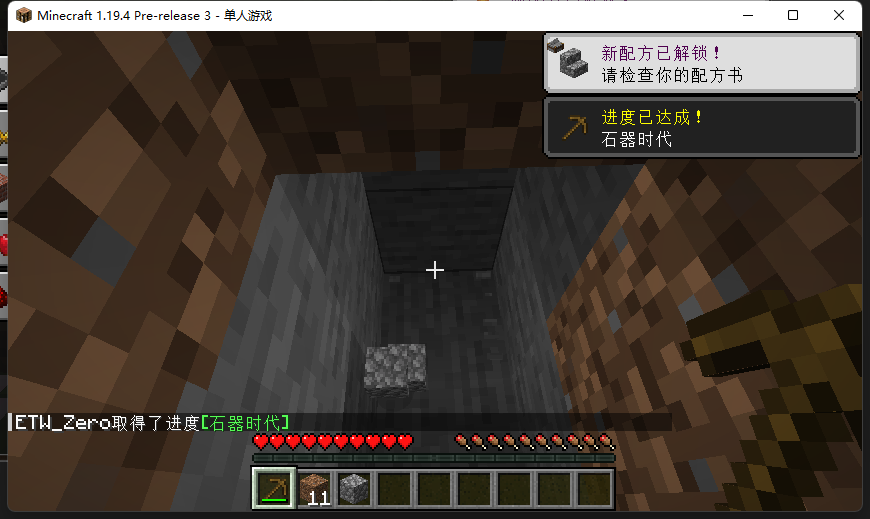 Minecraft 1.19.4 Pre-release 3 - 单人游戏
新配方已解锁！
请检查你的配方书
进度已达成！
石器时代
ETW_Zero取得了进度[石器时代]
11